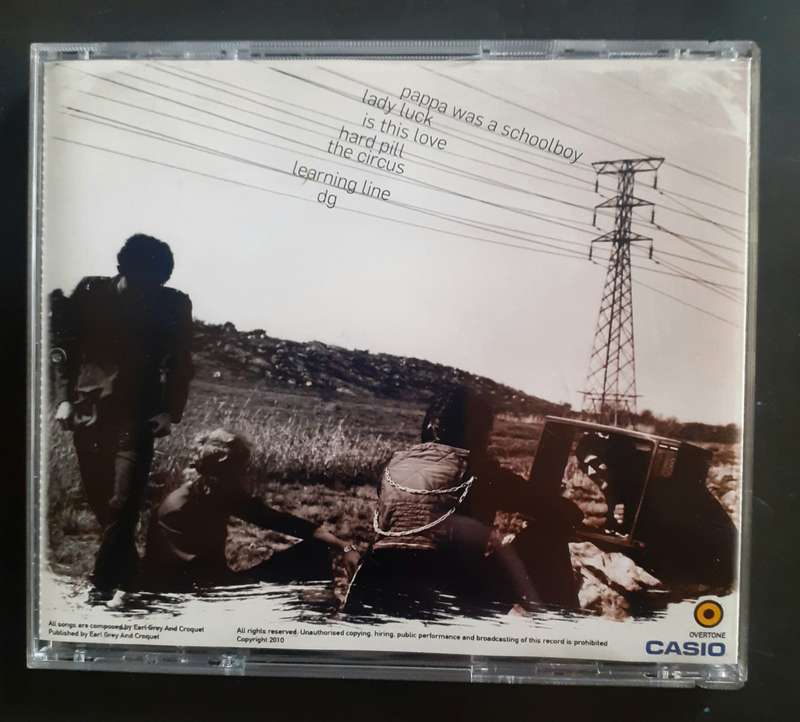 pappa was a schoolboy
lady luck
is this love
hard pill
the circus
learning line
dg
All songs are composed by Earl Grey And Croquet
Published by Earl Grey And Croquet
All rights reserved. Unauthorised copying, hiring, public performance and broadcasting of this record is prohibited
Copyright 2010
OVERTONE
CASIO